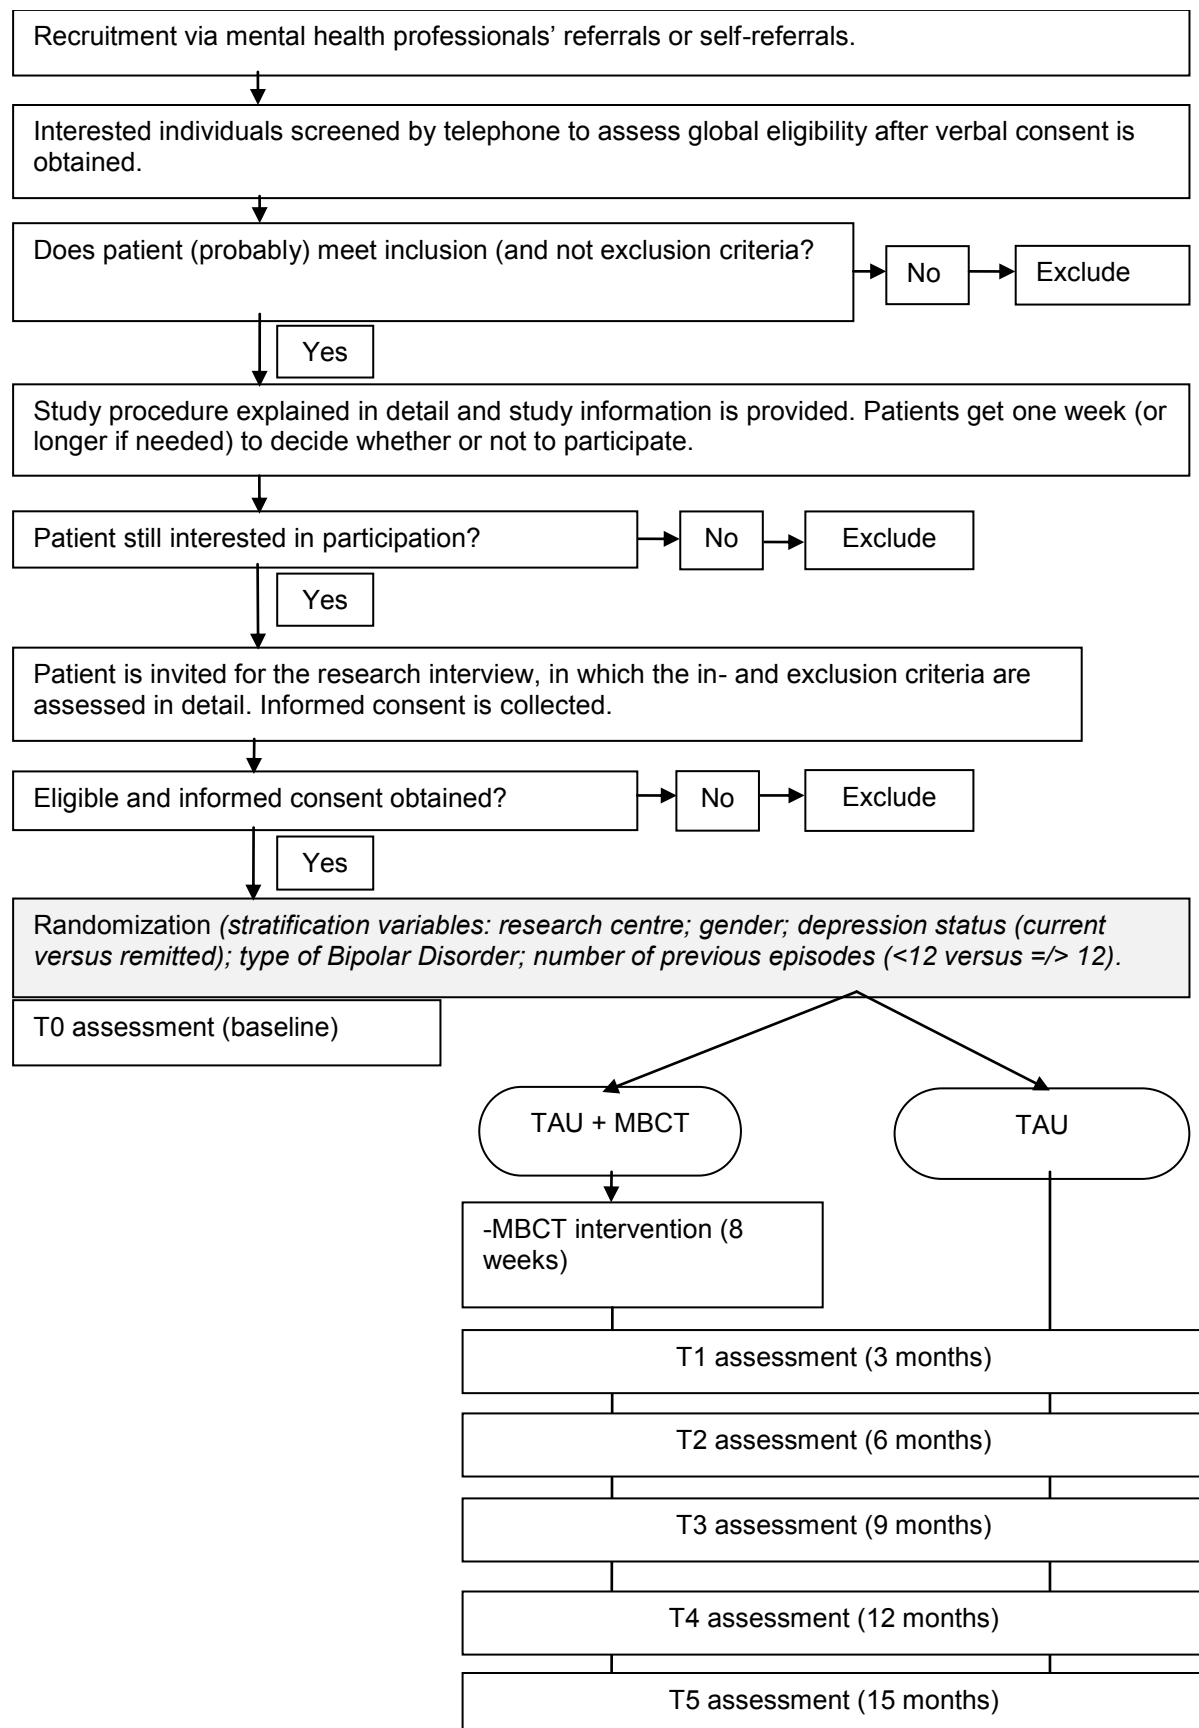 Recruitment via mental health professionals' referrals or self-referrals.
Interested individuals screened by telephone to assess global eligibility after verbal consent is
obtained.
Does patient (probably) meet inclusion (and not exclusion criteria?
No
Exclude
Yes
Study procedure explained in detail and study information is provided. Patients get one week (or
longer if needed) to decide whether or not to participate.
Patient still interested in participation?
No
Exclude
Yes
Patient is invited for the research interview, in which the in- and exclusion criteria are
assessed in detail. Informed consent is collected.
Eligible and informed consent obtained?
No
Exclude
Yes
Randomization (stratification variables: research centre; gender; depression status (current
versus remitted); type of Bipolar Disorder; number of previous episodes (<12 versus =/> 12).
T0 assessment (baseline)
TAU + MBCT
TAU
-MBCT intervention (8
weeks)
T1 assessment (3 months)
T2 assessment (6 months)
T3 assessment (9 months)
T4 assessment (12 months)
T5 assessment (15 months)